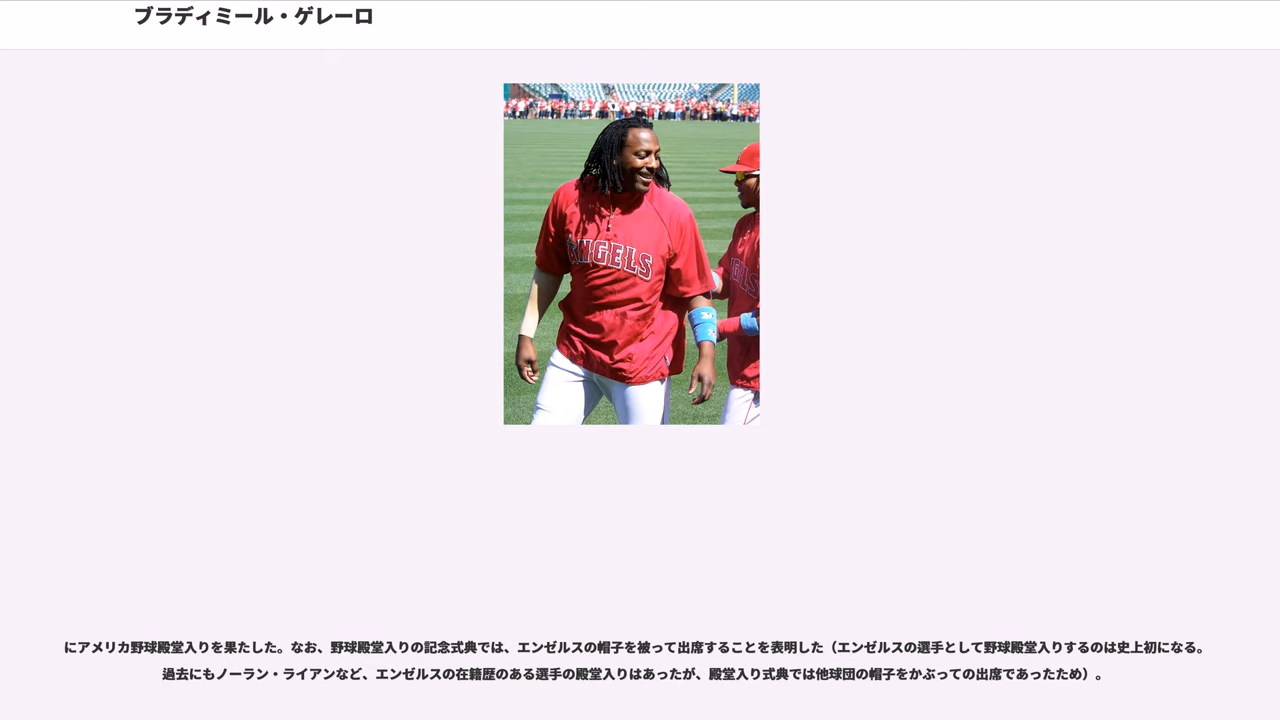 ブラディミール・ゲレーロ
ANGELS
にアメリカ野球殿堂入りを果たした。なお、野球殿堂入りの記念式典では、エンゼルスの帽子を被って出席することを表明した（エンゼルスの選手として野球殿堂入りするのは史上初になる。
過去にもノーラン・ライアンなど、エンゼルスの在籍歴のある選手の殿堂入りはあったが、殿堂入り式典では他球団の帽子をかぶっての出席であったため）。